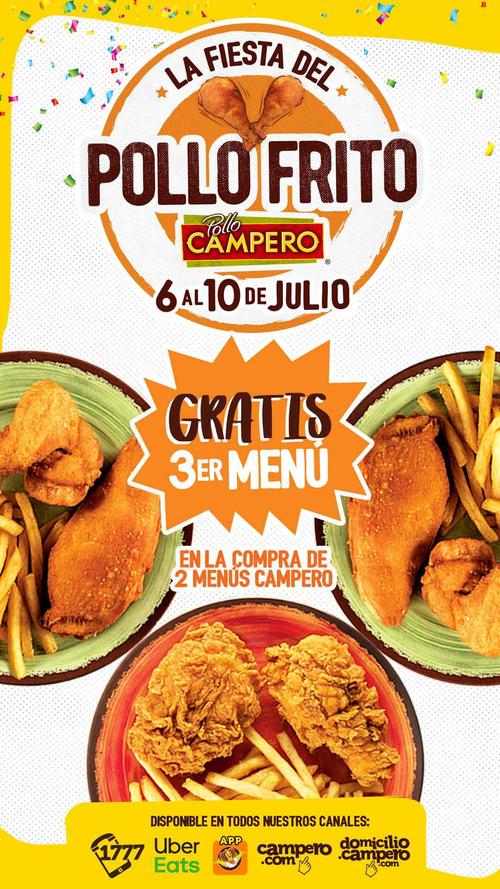 LA FIESTA DEL
POLLO FRITO
Pollo
CAMPERO®
6 AL 10 DE JULIO
GRATIS
3ER MENÚ
EN LA COMPRA DE
2 MENÚS CAMPERO
DISPONIBLE EN TODOS NUESTROS CANALES:
1777
Uber
Eats
APP
campero
.com
domicilio
.campero
.com